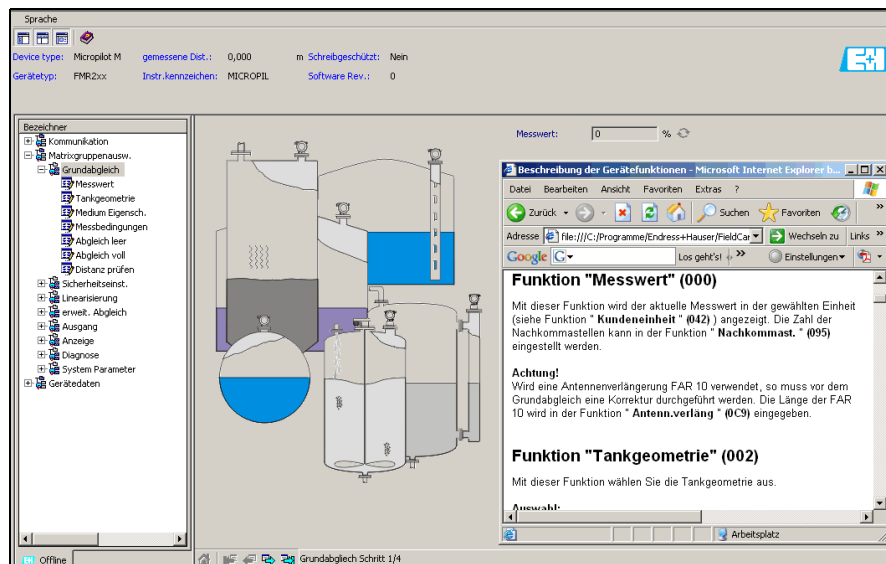 Sprache
Device type: Micropilot M gemessene Dist.: 0,000 m Schreibgeschützt: Nein
Gerätetyp: FMR2xx Instr.kennzeichen: MICROPIL Software Rev.: 0
E+H
Bezeichner
Kommunikation
Matrixgruppenausw.
Grundabgleich
Messwert
Tankgeometrie
Medium Eigensch.
Messbedingungen
Abgleich leer
Abgleich voll
Distanz prüfen
Sicherheitseinst.
Linearisierung
erweit. Abgleich
Ausgang
Anzeige
Diagnose
System Parameter
Gerätedaten
Messwert: 0 %
Beschreibung der Gerätefunktionen - Microsoft Internet Explorer b...
Datei Bearbeiten Ansicht Favoriten Extras ?
Zurück Suchen Favoriten »
Adresse file:///C:/Programme/Endress+Hauser/FieldCar Wechseln zu Links »
Google G Los geht's! » Einstellungen
Funktion "Messwert" (000)
Mit dieser Funktion wird der aktuelle Messwert in der gewählten Einheit
(siehe Funktion " Kundeneinheit " (042) ) angezeigt. Die Zahl der
Nachkommastellen kann in der Funktion " Nachkommast. " (095)
eingestellt werden.
Achtung!
Wird eine Antennenverlängerung FAR 10 verwendet, so muss vor dem
Grundabgleich eine Korrektur durchgeführt werden. Die Länge der FAR
10 wird in der Funktion " Antenn.verläng " (0C9) eingegeben.
Funktion "Tankgeometrie" (002)
Mit dieser Funktion wählen Sie die Tankgeometrie aus.
Auswahl:
Arbeitsplatz
Offline
Grundabgliech Schritt 1/4